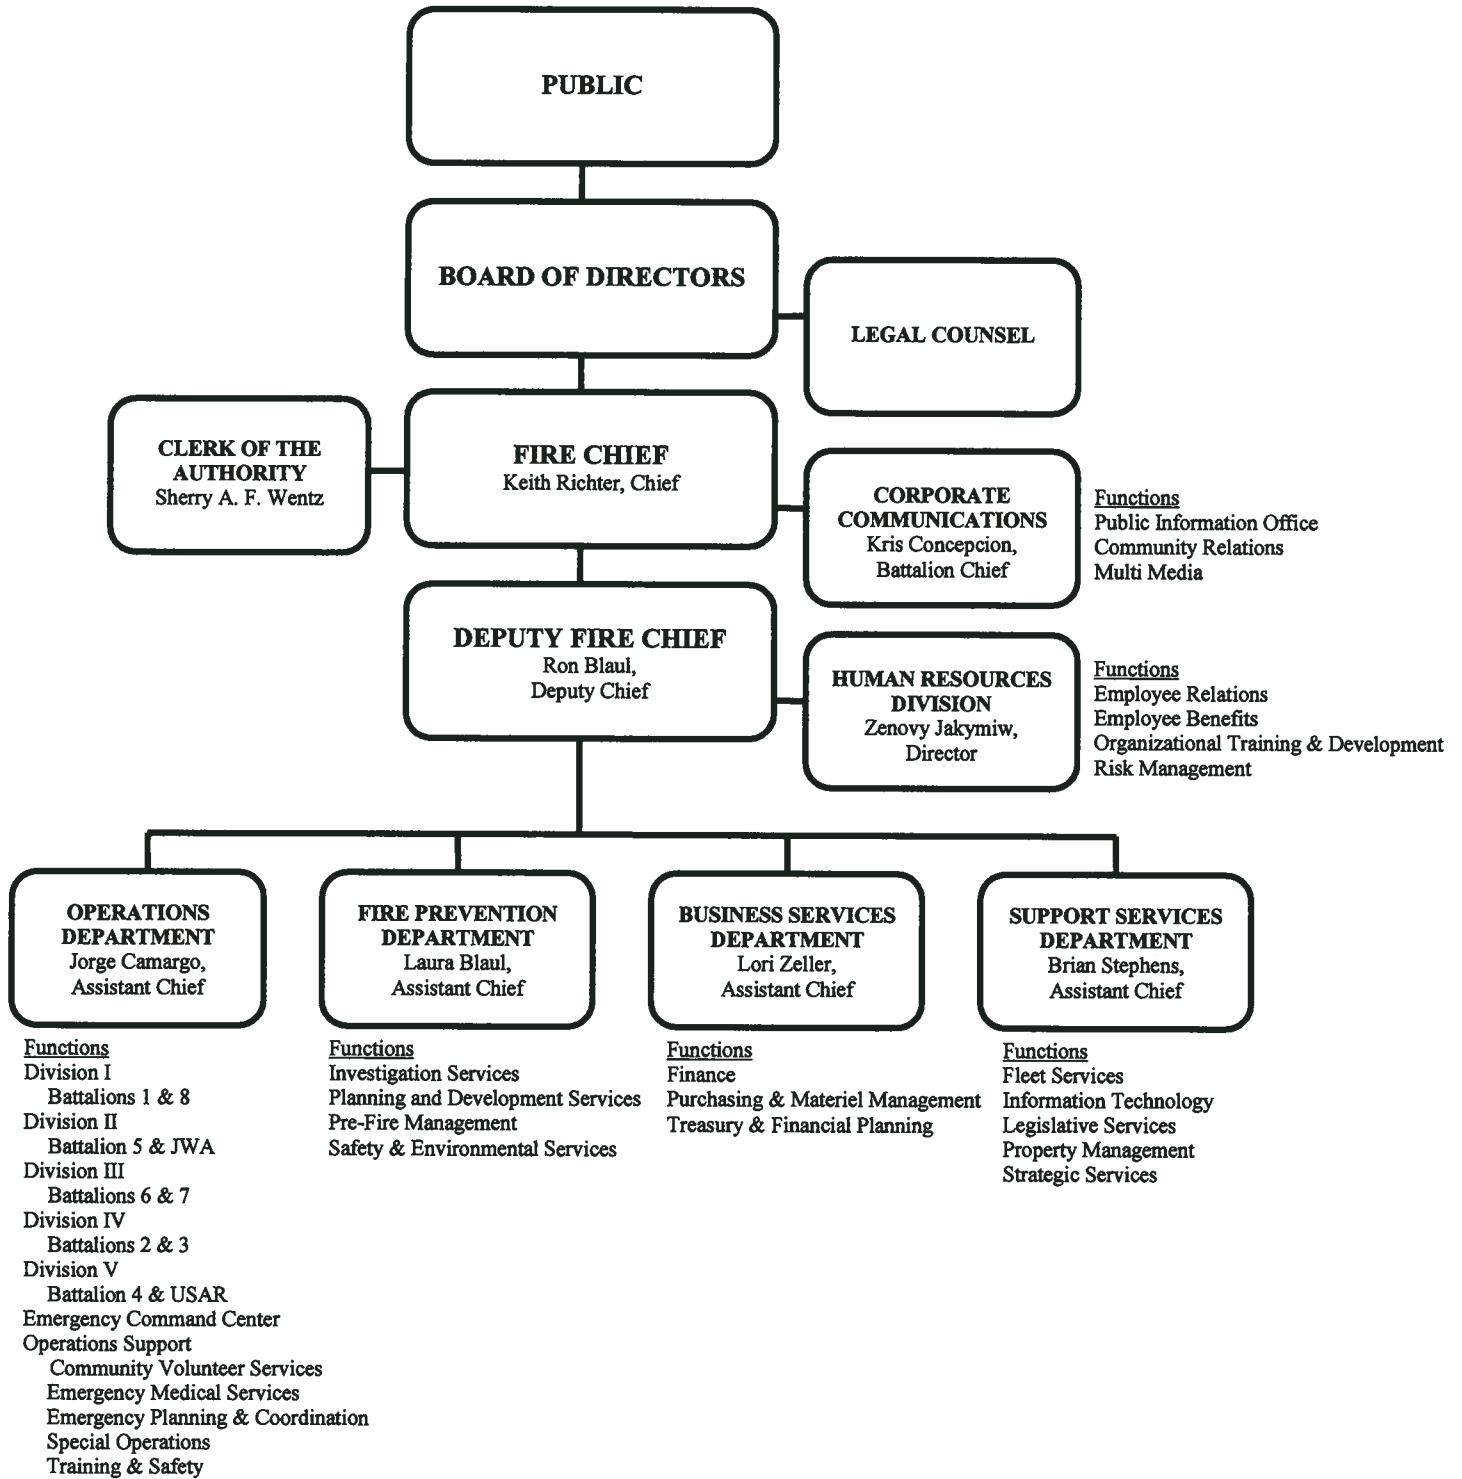 PUBLIC
BOARD OF DIRECTORS
LEGAL COUNSEL
CLERK OF THE
AUTHORITY
Sherry A. F. Wentz
FIRE CHIEF
Keith Richter, Chief
CORPORATE
COMMUNICATIONS
Kris Concepcion,
Battalion Chief
Functions
Public Information Office
Community Relations
Multi Media
DEPUTY FIRE CHIEF
Ron Blaul,
Deputy Chief
HUMAN RESOURCES
DIVISION
Zenovy Jakymiw,
Director
Functions
Employee Relations
Employee Benefits
Organizational Training & Development
Risk Management
OPERATIONS
DEPARTMENT
Jorge Camargo,
Assistant Chief
Functions
Division I
Battalions 1 & 8
Division II
Battalion 5 & JWA
Division III
Battalions 6 & 7
Division IV
Battalions 2 & 3
Division V
Battalion 4 & USAR
Emergency Command Center
Operations Support
Community Volunteer Services
Emergency Medical Services
Emergency Planning & Coordination
Special Operations
Training & Safety
FIRE PREVENTION
DEPARTMENT
Laura Blaul,
Assistant Chief
Functions
Investigation Services
Planning and Development Services
Pre-Fire Management
Safety & Environmental Services
BUSINESS SERVICES
DEPARTMENT
Lori Zeller,
Assistant Chief
Functions
Finance
Purchasing & Materiel Management
Treasury & Financial Planning
SUPPORT SERVICES
DEPARTMENT
Brian Stephens,
Assistant Chief
Functions
Fleet Services
Information Technology
Legislative Services
Property Management
Strategic Services